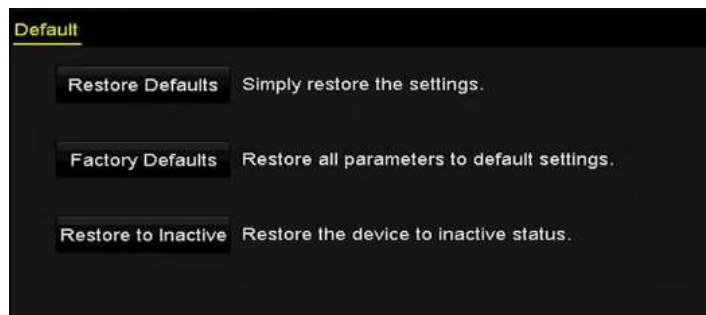 Default
Restore Defaults Simply restore the settings.
Factory Defaults Restore all parameters to default settings.
Restore to Inactive Restore the device to inactive status.